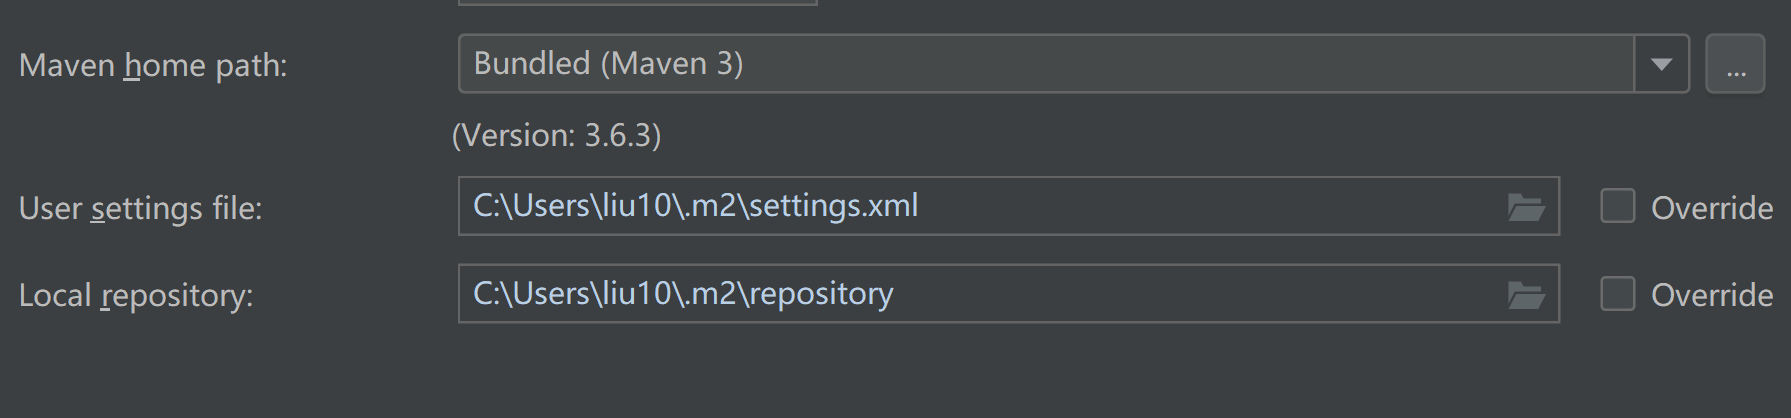 Maven home path: Bundled (Maven 3) ...
(Version: 3.6.3)
User settings file: C:\Users\liu10\.m2\settings.xml Override
Local repository: C:\Users\liu10\.m2\repository Override